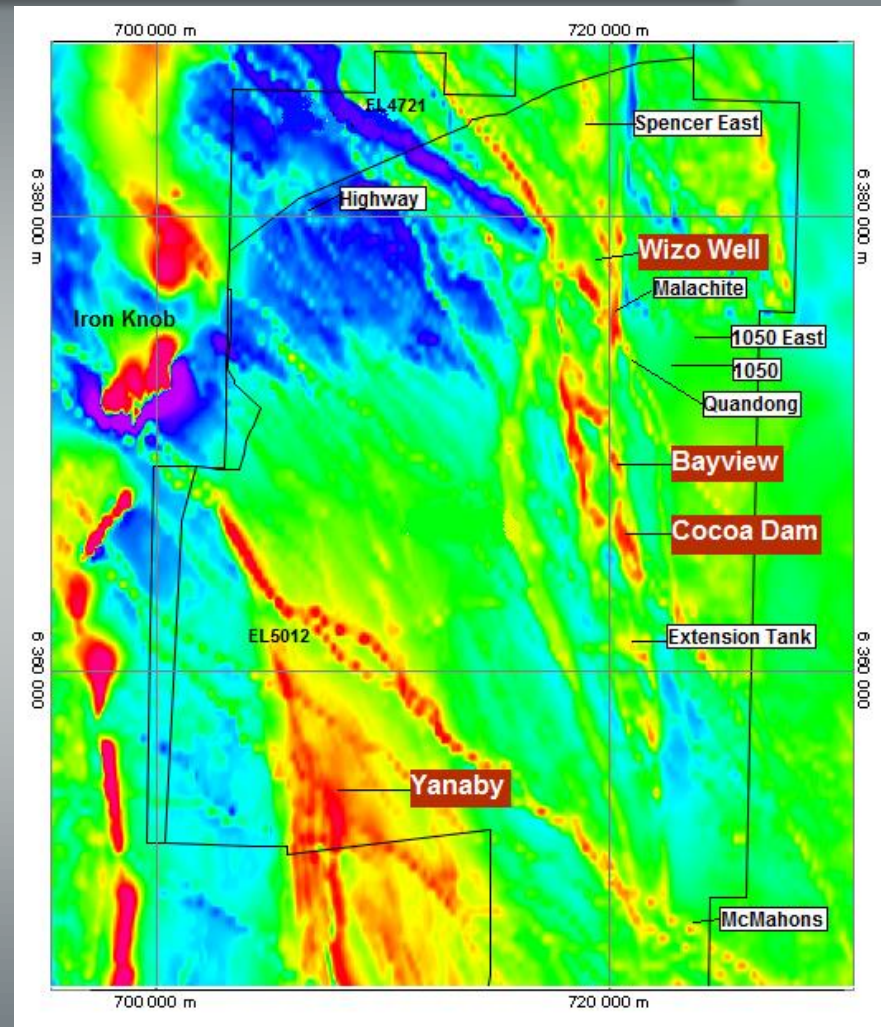 700 000 m
720 000 m
EL4721
Spencer East
6 380 000 m
6 380 000 m
Highway
Wizo Well
Malachite
Iron Knob
1050 East
1050
Quandong
Bayview
Cocoa Dam
EL5012
Extension Tank
6 360 000
6 360 000
Yanaby
McMahons
700 000 m
720 000 m